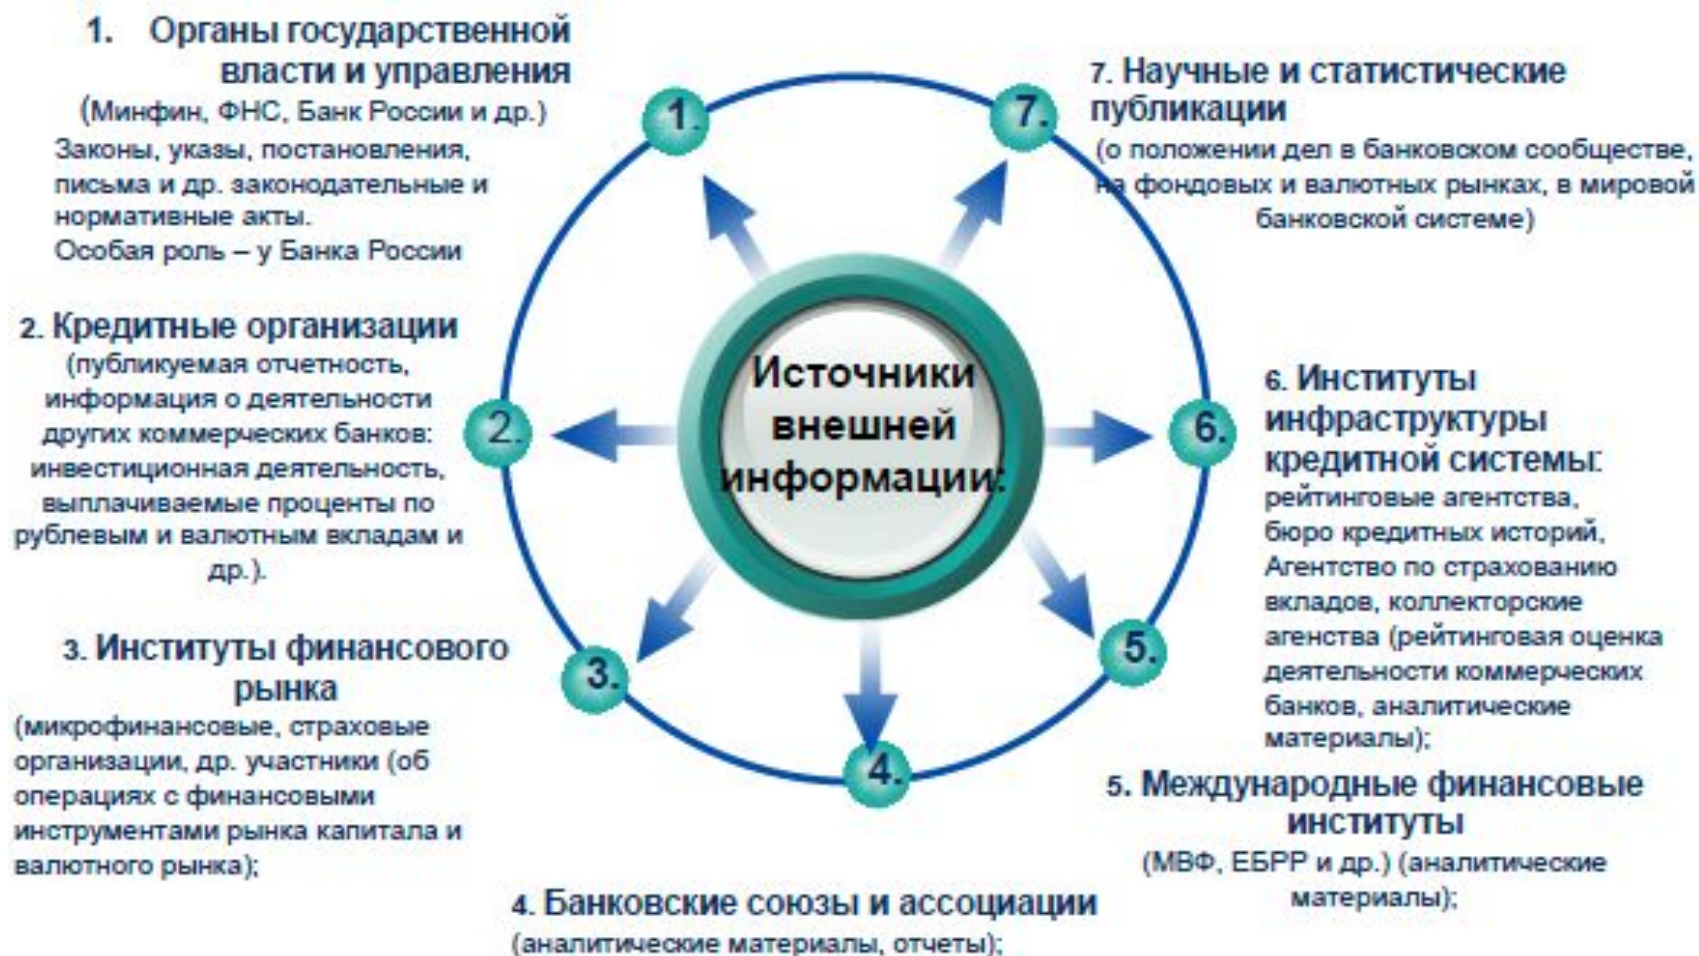 1. Органы государственной
власти и управления
(Минфин, ФНС, Банк России и др.)
Законы, указы, постановления,
письма и др. законодательные и
нормативные акты.
Особая роль – у Банка России
2. Кредитные организации
(публикуемая отчетность,
информация о деятельности
других коммерческих банков:
инвестиционная деятельность,
выплачиваемые проценты по
рублевым и валютным вкладам и
др.).
3. Институты финансового
рынка
(микрофинансовые, страховые
организации, др. участники (об
операциях с финансовыми
инструментами рынка капитала и
валютного рынка);
4. Банковские союзы и ассоциации
(аналитические материалы, отчеты);
5. Международные финансовые
институты
(МВФ, ЕБРР и др.) (аналитические
материалы);
6. Институты
инфраструктуры
кредитной системы:
рейтинговые агентства,
бюро кредитных историй,
Агентство по страхованию
вкладов, коллекторские
агенства (рейтинговая оценка
деятельности коммерческих
банков, аналитические
материалы);
7. Научные и статистические
публикации
(о положении дел в банковском сообществе,
на фондовых и валютных рынках, в мировой
банковской системе)
Источники
внешней
информации:
1.
2.
3.
4.
5.
6.
7.